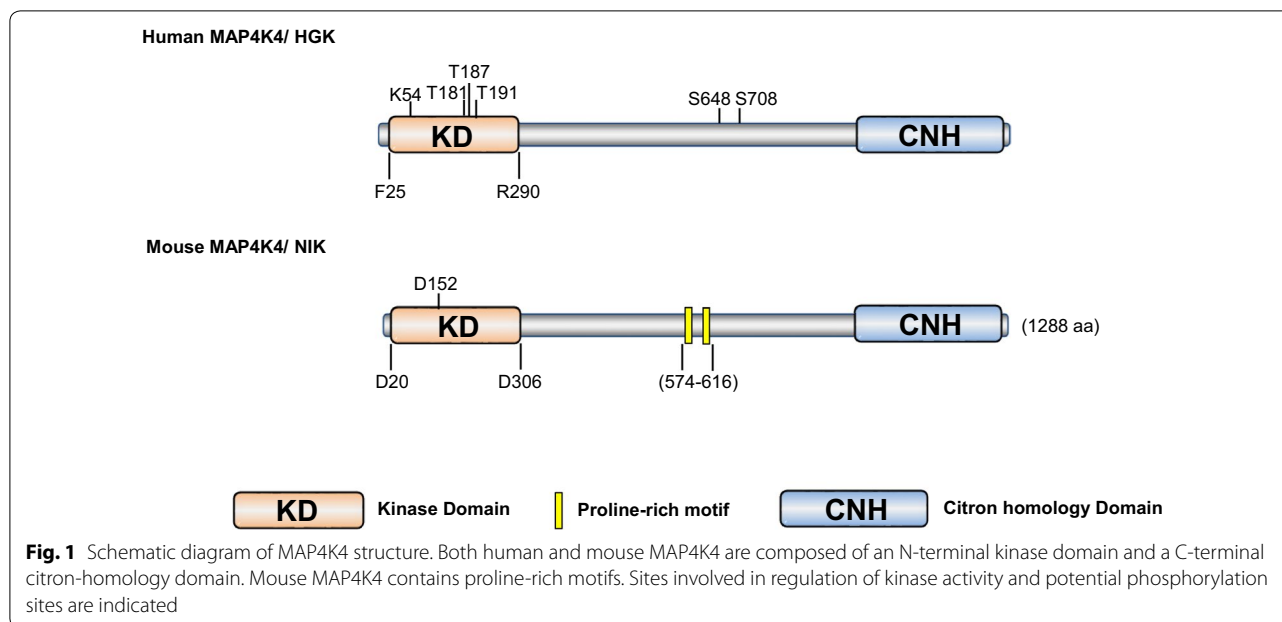 Human MAP4K4/ HGK
T187
K54 T181 T191 S648 S708
KD CNH
F25 R290
Mouse MAP4K4/ NIK
D152
KD CNH (1288 aa)
D20 D306 (574-616)
KD Kinase Domain Proline-rich motif CNH Citron homology Domain
Fig. 1 Schematic diagram of MAP4K4 structure. Both human and mouse MAP4K4 are composed of an N-terminal kinase domain and a C-terminal
citron-homology domain. Mouse MAP4K4 contains proline-rich motifs. Sites involved in regulation of kinase activity and potential phosphorylation
sites are indicated